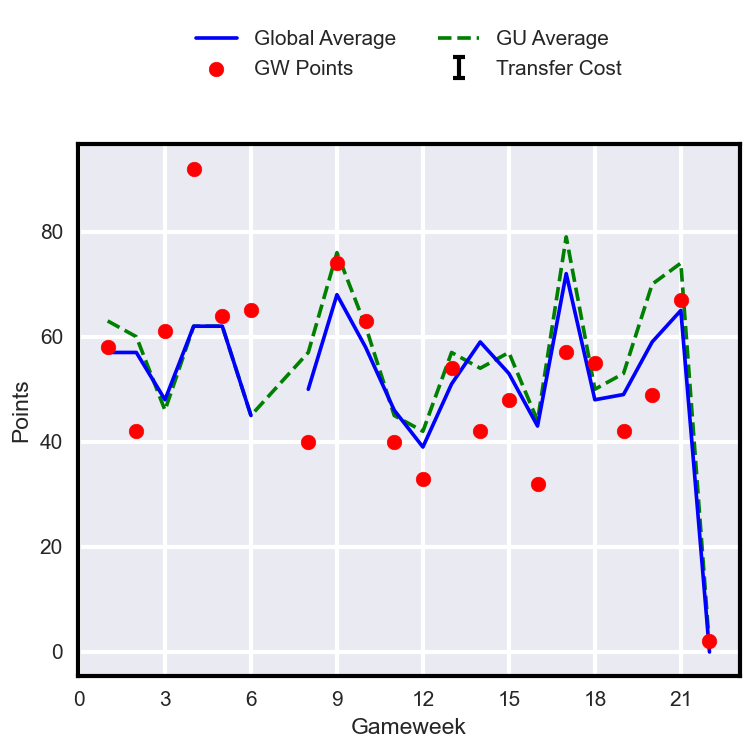 Global Average GU Average
GW Points Transfer Cost
80
60
40
20
0
Points
0 3 6 9 12 15 18 21
Gameweek